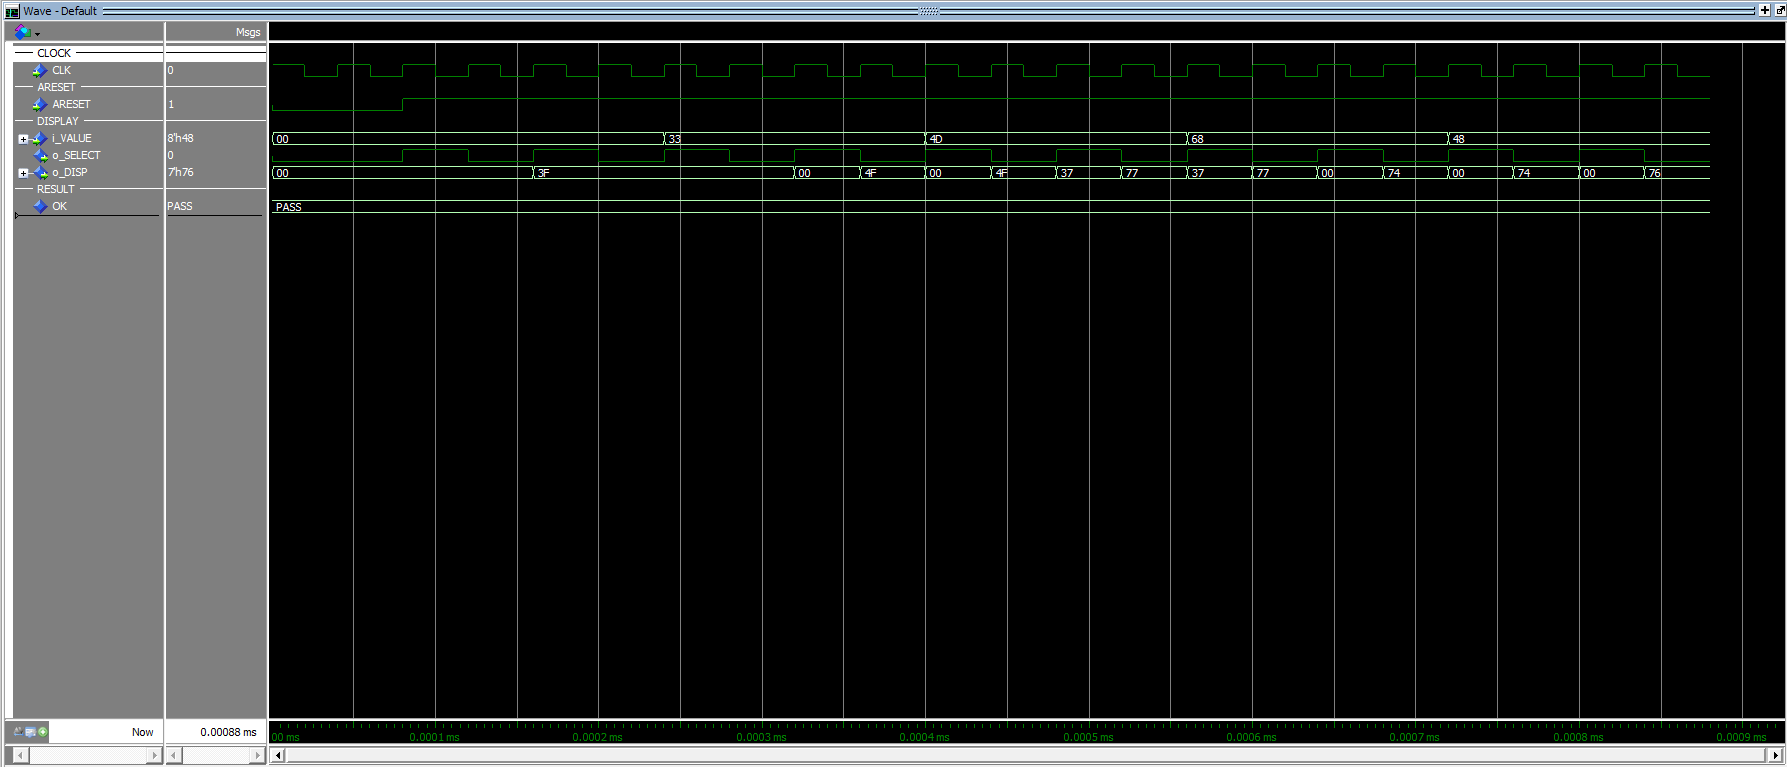 Wave - Default
Msgs
CLOCK
CLK 0
ARESET
ARESET 1
DISPLAY
i_VALUE 8'h48 00 33 4D 68 48
o_SELECT 0
o_DISP 7'h76 00 3F 00 4F 00 4F 37 77 37 77 00 74 00 74 00 76
RESULT
OK PASS PASS
Now 0.00088 ms
00 ms 0.0001 ms 0.0002 ms 0.0003 ms 0.0004 ms 0.0005 ms 0.0006 ms 0.0007 ms 0.0008 ms 0.0009 ms